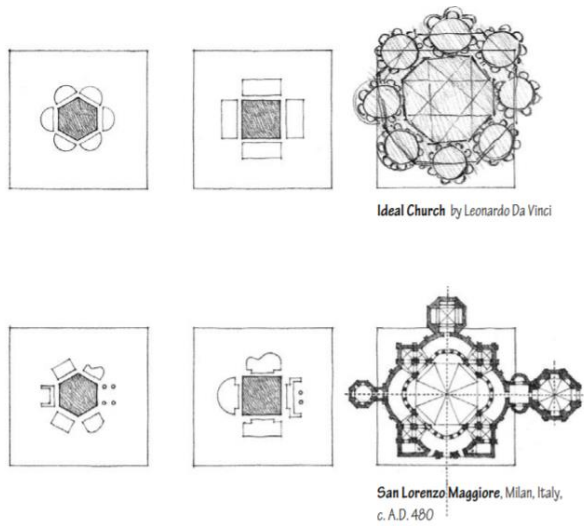 Ideal Church by Leonardo Da Vinci
San Lorenzo Maggiore, Milan, Italy,
c. A.D. 480